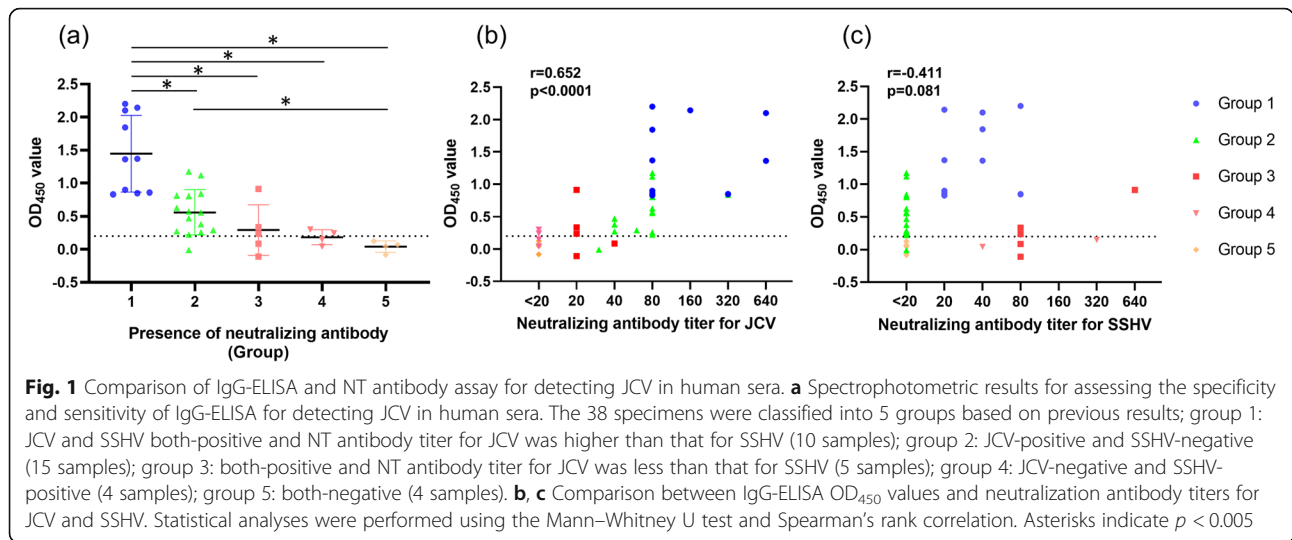 (a)
* 
*
*
*
*
2.5
2.0
1.5
1.0
0.5
0.0
-0.5
OD450 value
1 2 3 4 5
Presence of neutralizing antibody
(Group)
(b)
r=0.652
p<0.0001
2.5
2.0
1.5
1.0
0.5
0.0
-0.5
OD450 value
<20 20 40 80 160 320 640
Neutralizing antibody titer for JCV
(c)
r=-0.411
p=0.081
2.5
2.0
1.5
1.0
0.5
0.0
-0.5
OD450 value
<20 20 40 80 160 320 640
Neutralizing antibody titer for SSHV
Group 1
Group 2
Group 3
Group 4
Group 5
Fig. 1 Comparison of IgG-ELISA and NT antibody assay for detecting JCV in human sera. a Spectrophotometric results for assessing the specificity
and sensitivity of IgG-ELISA for detecting JCV in human sera. The 38 specimens were classified into 5 groups based on previous results; group 1:
JCV and SSHV both-positive and NT antibody titer for JCV was higher than that for SSHV (10 samples); group 2: JCV-positive and SSHV-negative
(15 samples); group 3: both-positive and NT antibody titer for JCV was less than that for SSHV (5 samples); group 4: JCV-negative and SSHV-
positive (4 samples); group 5: both-negative (4 samples). b, c Comparison between IgG-ELISA OD450 values and neutralization antibody titers for
JCV and SSHV. Statistical analyses were performed using the Mann–Whitney U test and Spearman's rank correlation. Asterisks indicate p < 0.005